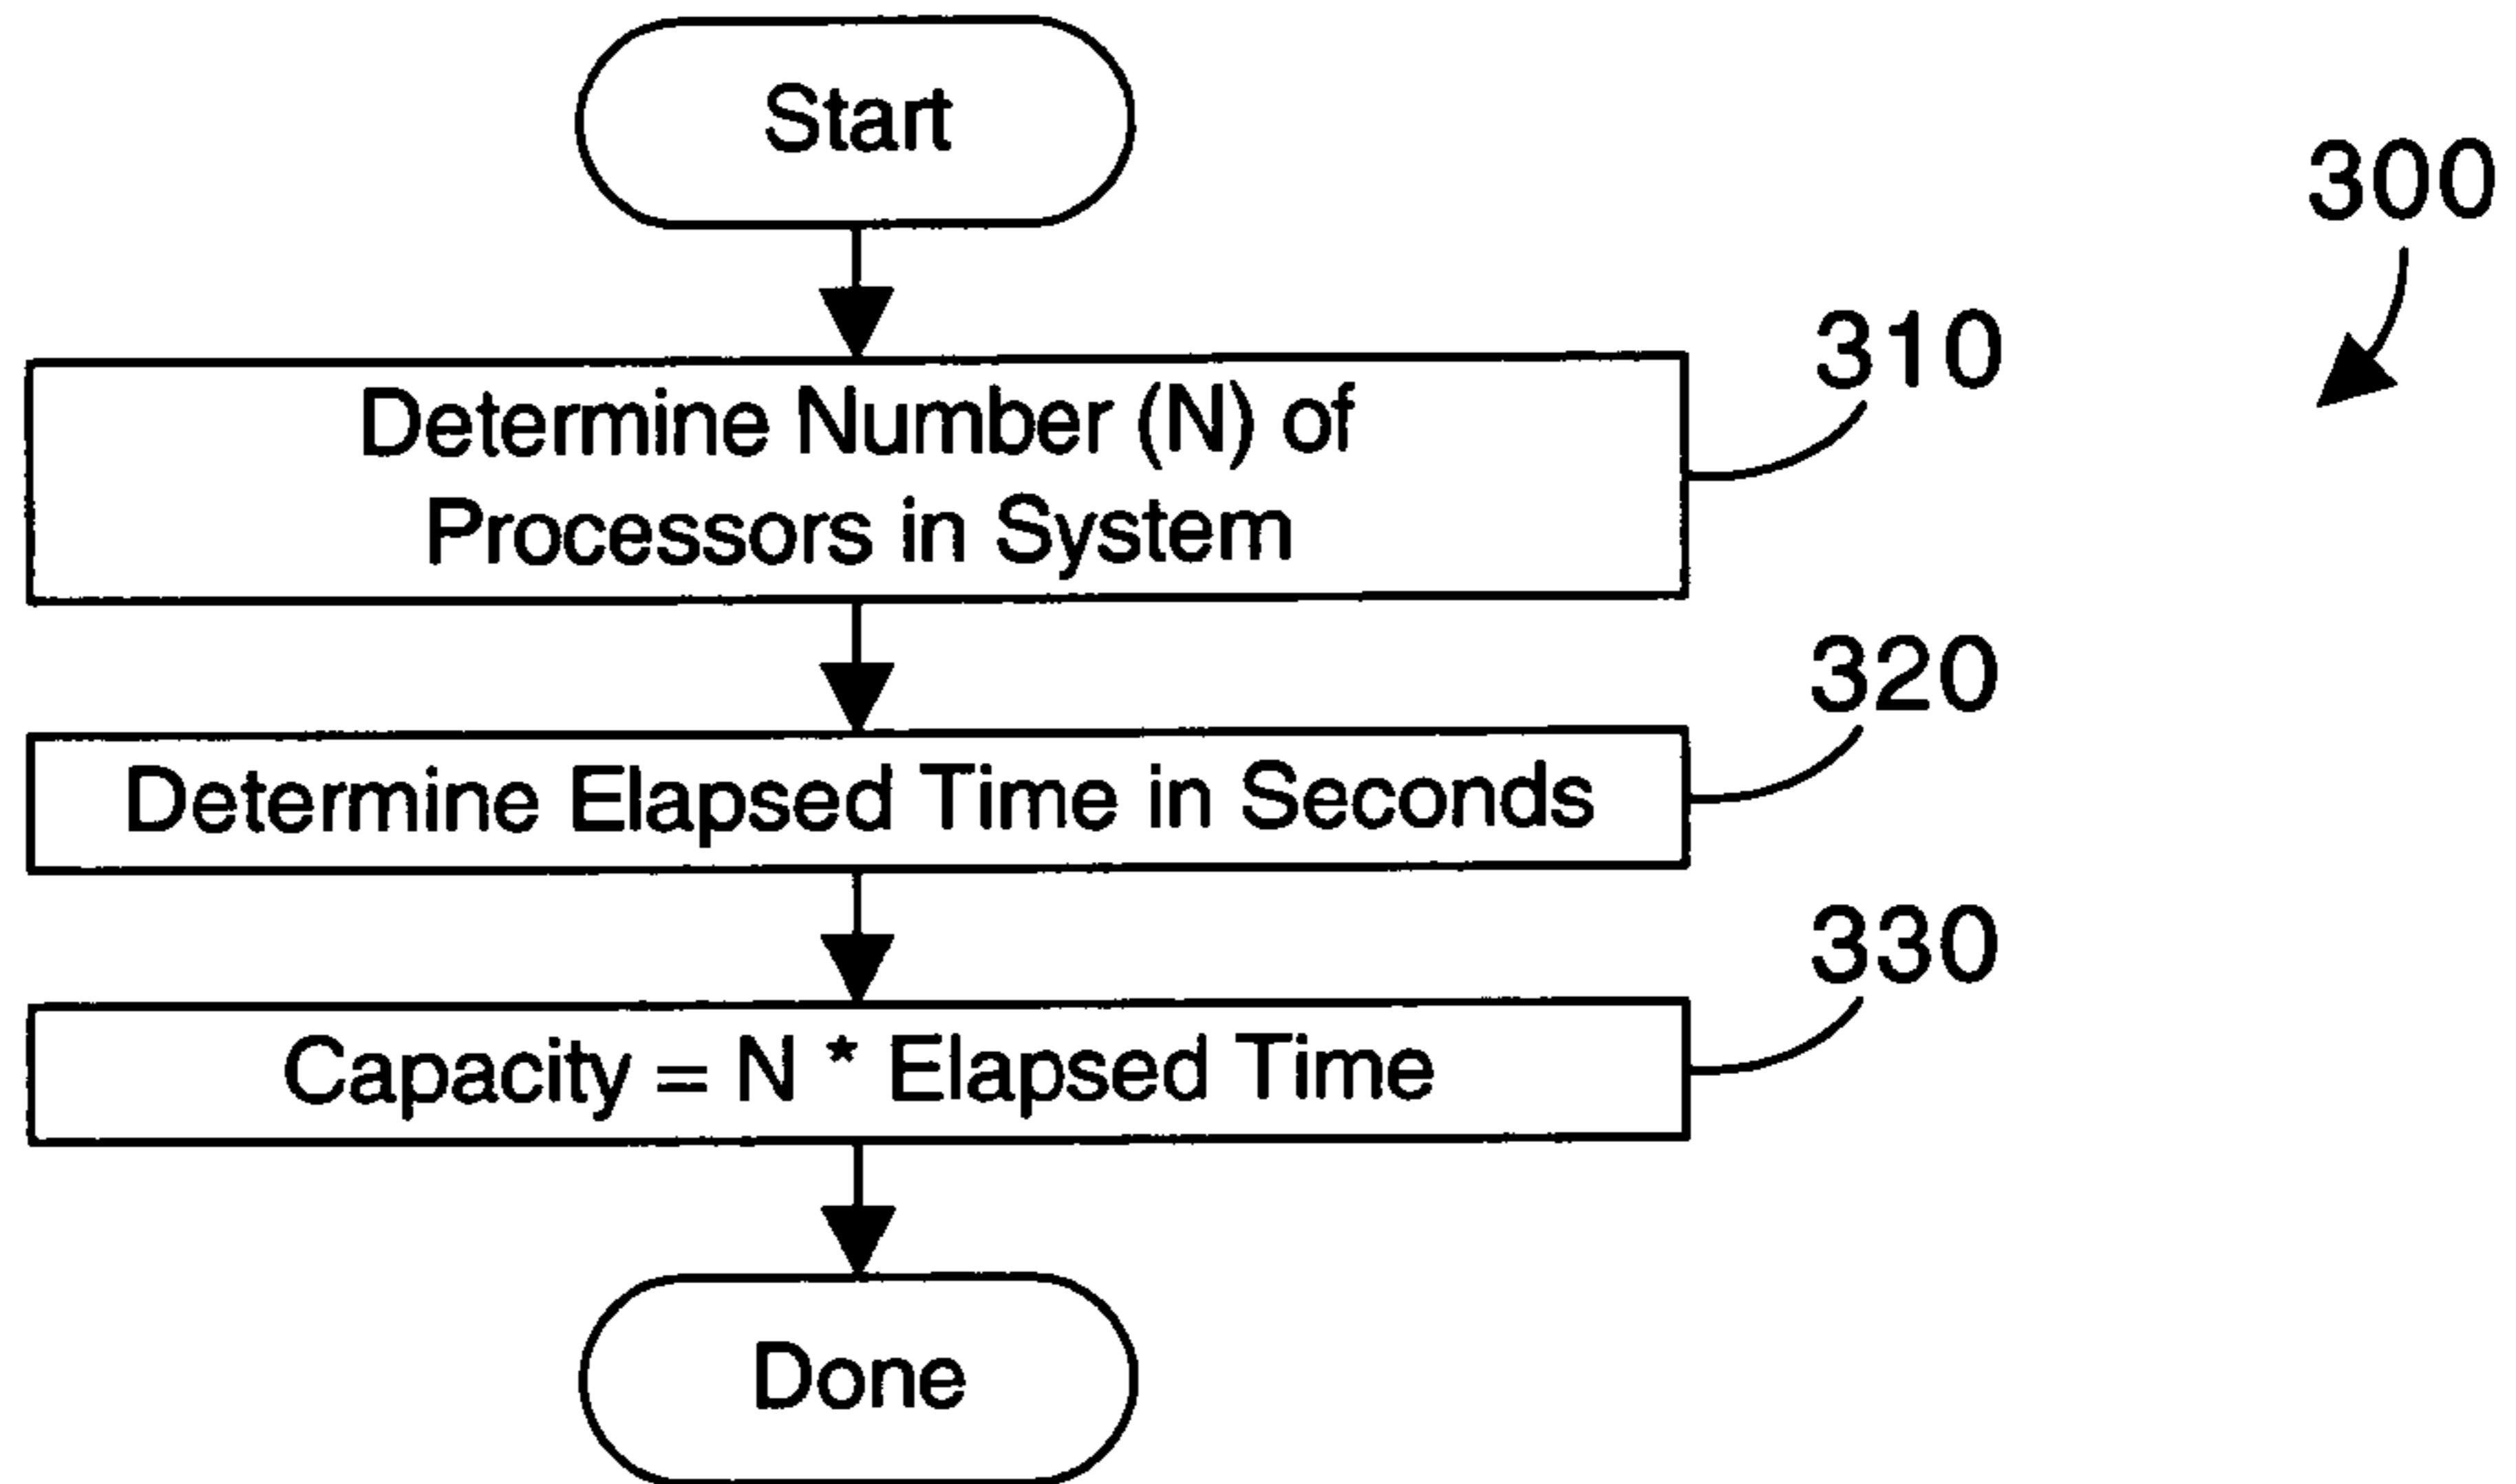 Start
300
310
Determine Number (N) of
Processors in System
320
Determine Elapsed Time in Seconds
330
Capacity = N * Elapsed Time
Done